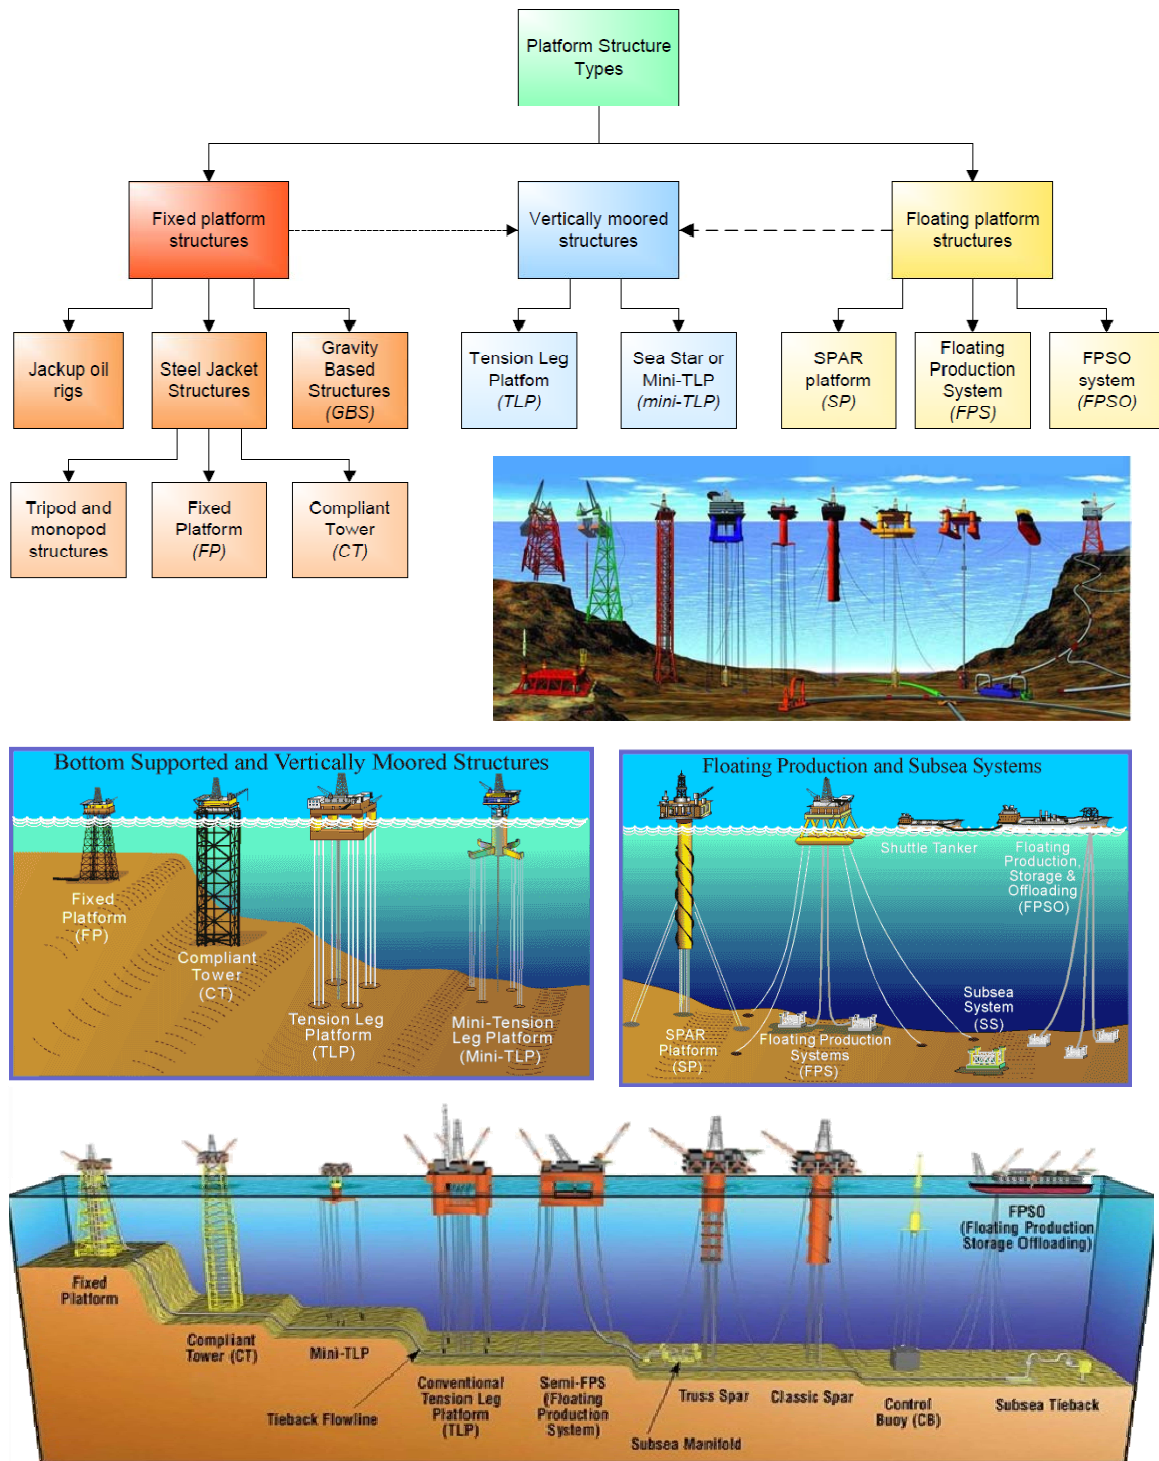 Platform Structure
Types
Fixed platform
structures
Vertically moored
structures
Floating platform
structures
Jackup oil
rigs
Steel Jacket
Structures
Gravity
Based
Structures
(GBS)
Tension Leg
Platfom
(TLP)
Sea Star or
Mini-TLP
(mini-TLP)
SPAR
platform
(SP)
Floating
Production
System
(FPS)
FPSO
system
(FPSO)
Tripod and
monopod
structures
Fixed
Platform
(FP)
Compliant
Tower
(CT)
Bottom Supported and Vertically Moored Structures
Fixed
Platform
(FP)
Compliant
Tower
(CT)
Tension Leg
Platform
(TLP)
Mini-Tension
Leg Platform
(Mini-TLP)
Floating Production and Subsea Systems
Shuttle Tanker
Floating
Production,
Storage &
Offloading
(FPSO)
Subsea
System
(SS)
SPAR
Platform
(SP)
Floating Production
Systems
(FPS)
FPSO
(Floating Production
Storage Offloading)
Fixed
Platform
Compliant
Tower (CT)
Mini-TLP
Tieback Flowline
Conventional
Tension Leg
Platform
(TLP)
Semi-FPS
(Floating
Production
System)
Subsea Manifold
Truss Spar
Classic Spar
Control
Buoy (CB)
Subsea Tieback